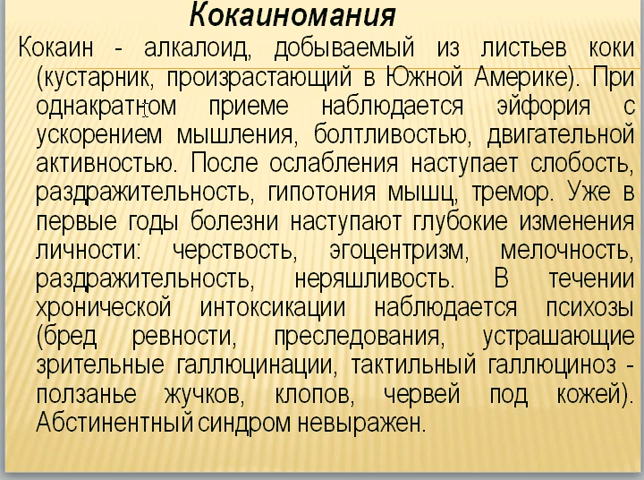 Кокаиномания
Кокаин - алкалоид, добываемый из листьев коки
(кустарник, произрастающий в Южной Америке). При
однакратном приеме наблюдается эйфория с
ускорением мышления, болтливостью, двигательной
активностью. После ослабления наступает слобость,
раздражительность, гипотония мышц, тремор. Уже в
первые годы болезни наступают глубокие изменения
личности: черствость, эгоцентризм, мелочность,
раздражительность, неряшливость. В течении
хронической интоксикации наблюдается психозы
(бред ревности, преследования, устрашающие
зрительные галлюцинации, тактильный галлюциноз -
ползанье жучков, клопов, червей под кожей).
Абстинентный синдром невыражен.